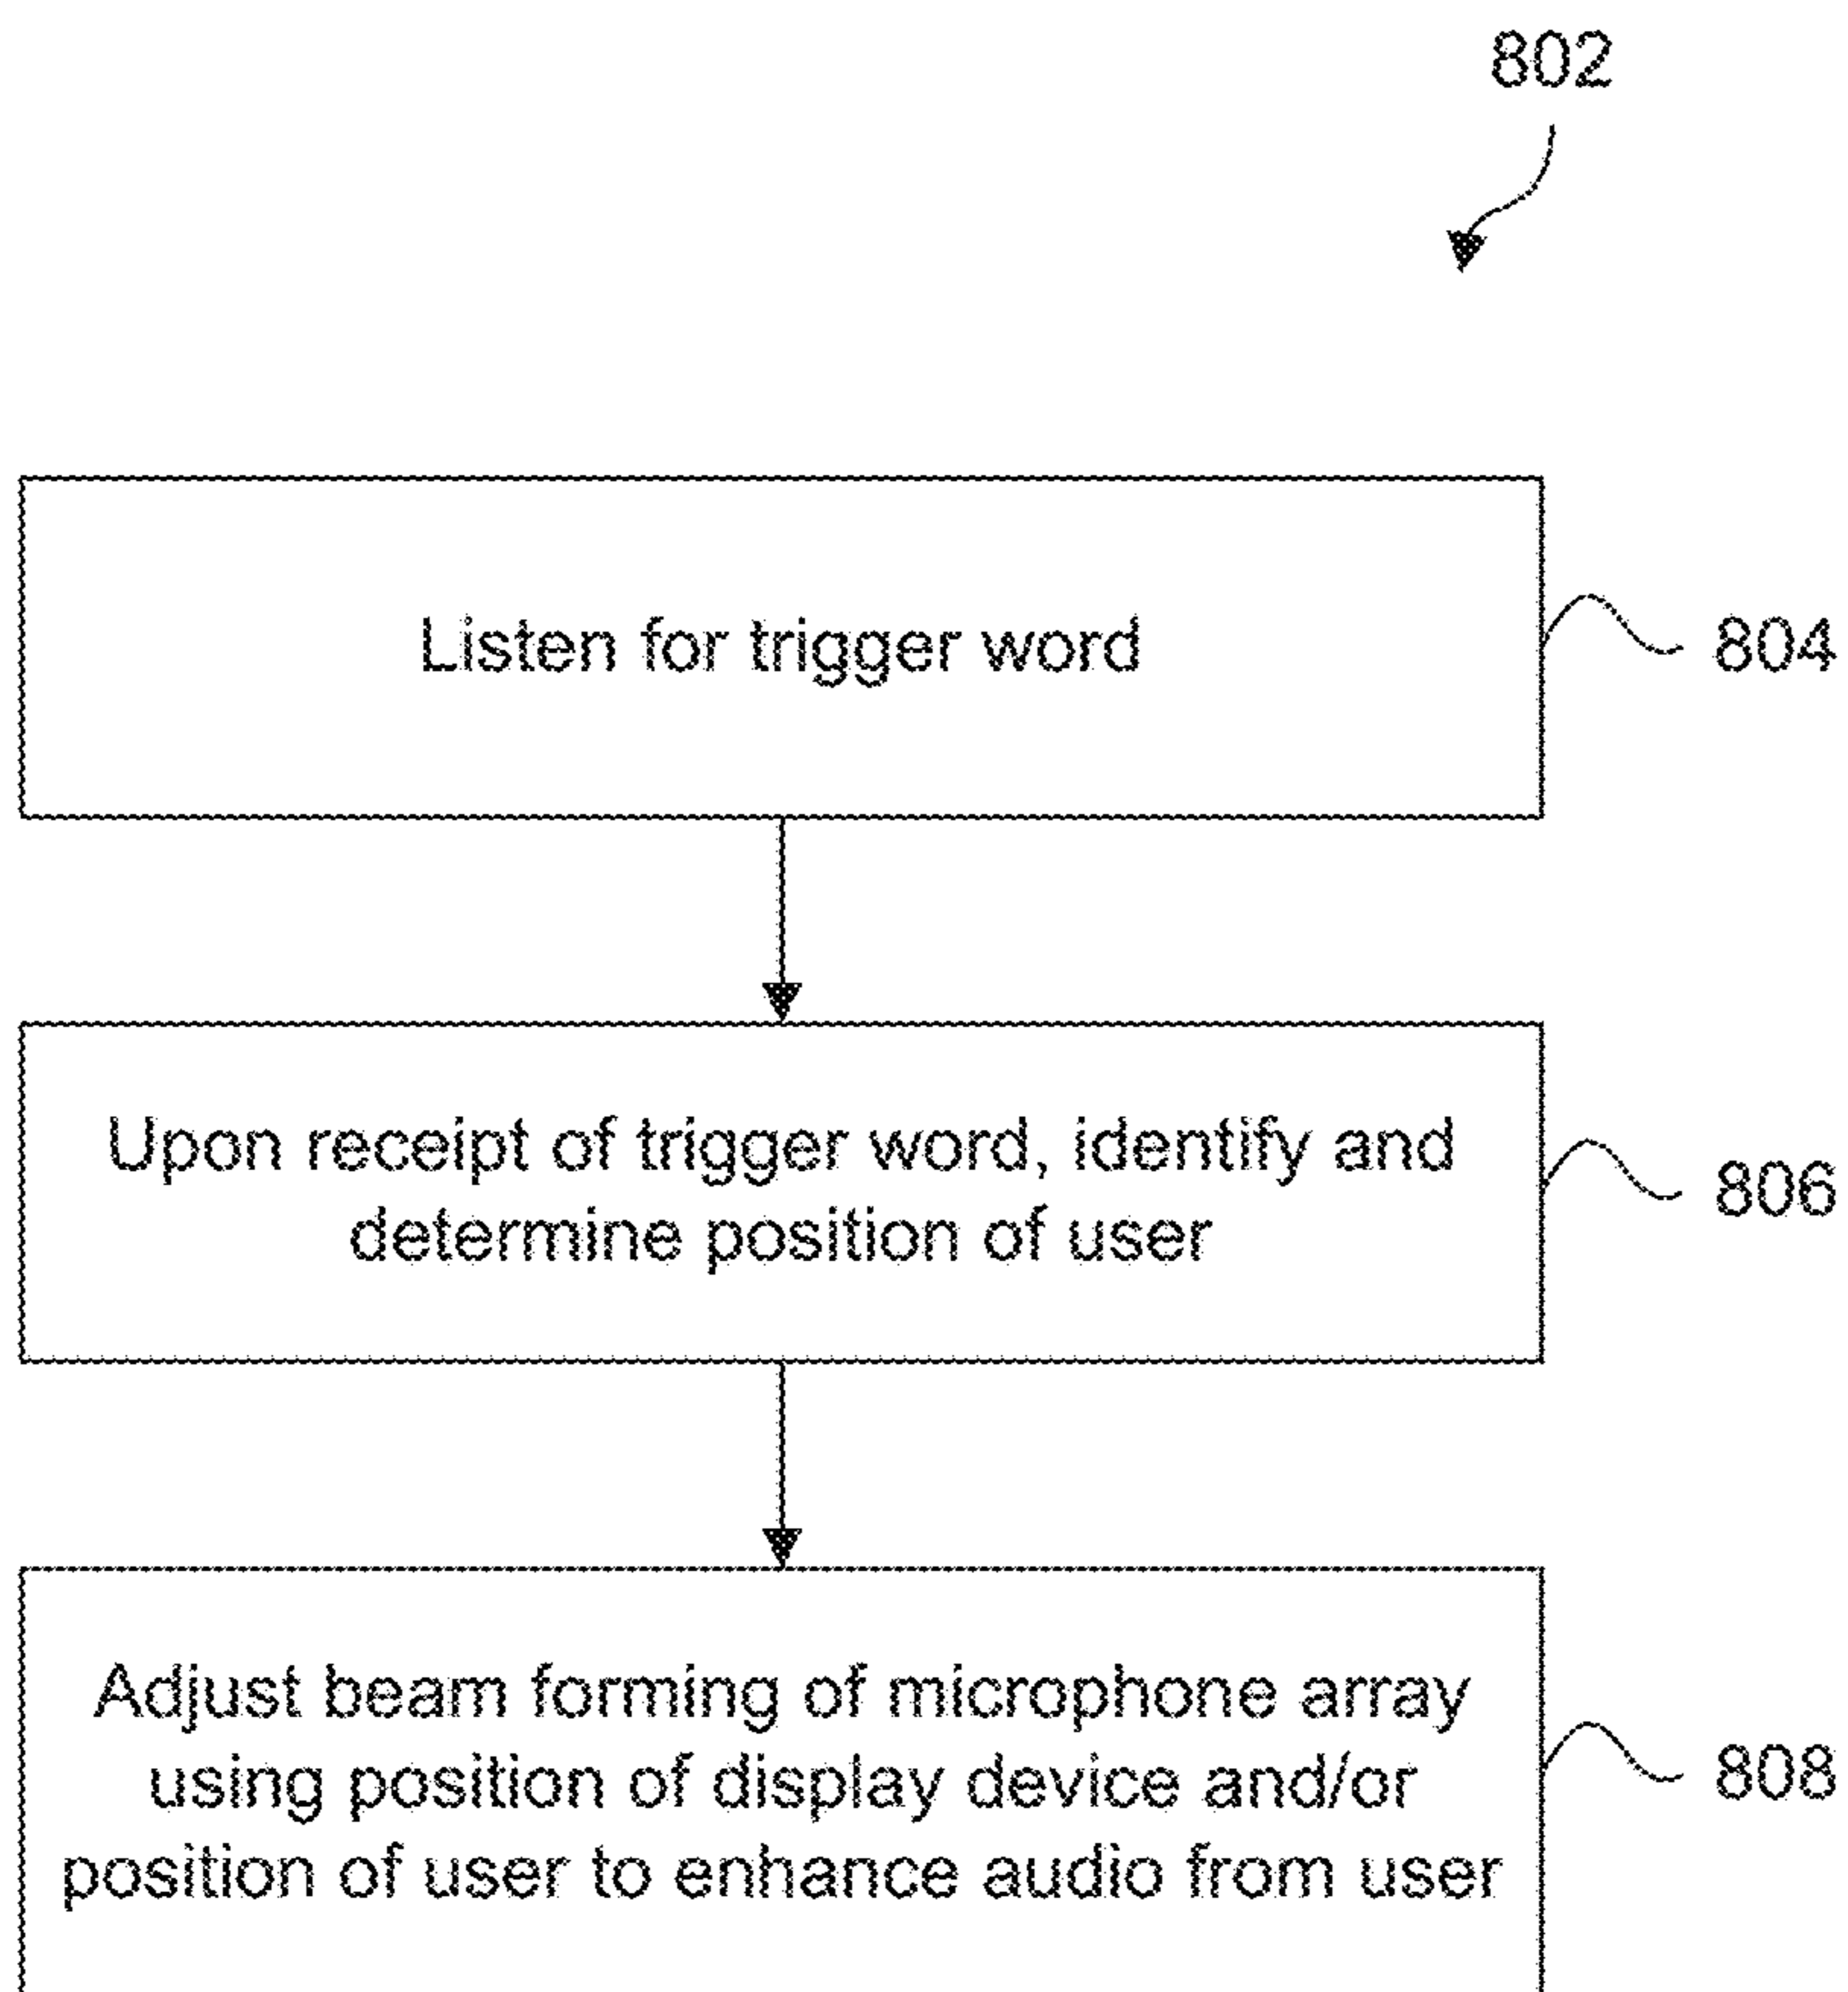 802
Listen for trigger word
804
Upon receipt of trigger word, identify and
determine position of user
806
Adjust beam forming of microphone array
using position of display device and/or
position of user to enhance audio from user
808